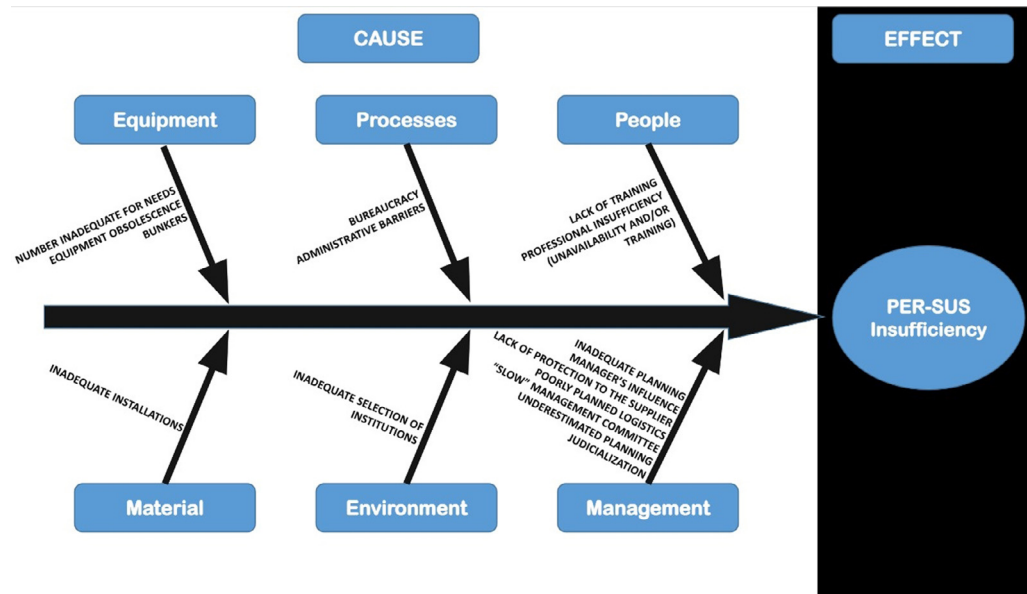 CAUSE
EFFECT
Equipment
Processes
People
NUMBER INADEQUATE FOR NEEDS
EQUIPMENT OBSOLESCENCE
BUNKERS
BUREAUCRACY
ADMINISTRATIVE BARRIERS
LACK OF TRAINING
PROFESSIONAL INSUFFICIENCY
(UNAVAILABILITY AND/OR
TRAINING)
PER-SUS
Insufficiency
INADEQUATE INSTALLATIONS
INADEQUATE SELECTION OF
INSTITUTIONS
INADEQUATE PLANNING
MANAGER'S INFLUENCE
LACK OF PROTECTION TO THE SUPPLIER
POORLY PLANNED LOGISTICS
"SLOW" MANAGEMENT COMMITTEE
UNDERESTIMATED PLANNING
JUDICIALIZATION
Material
Environment
Management